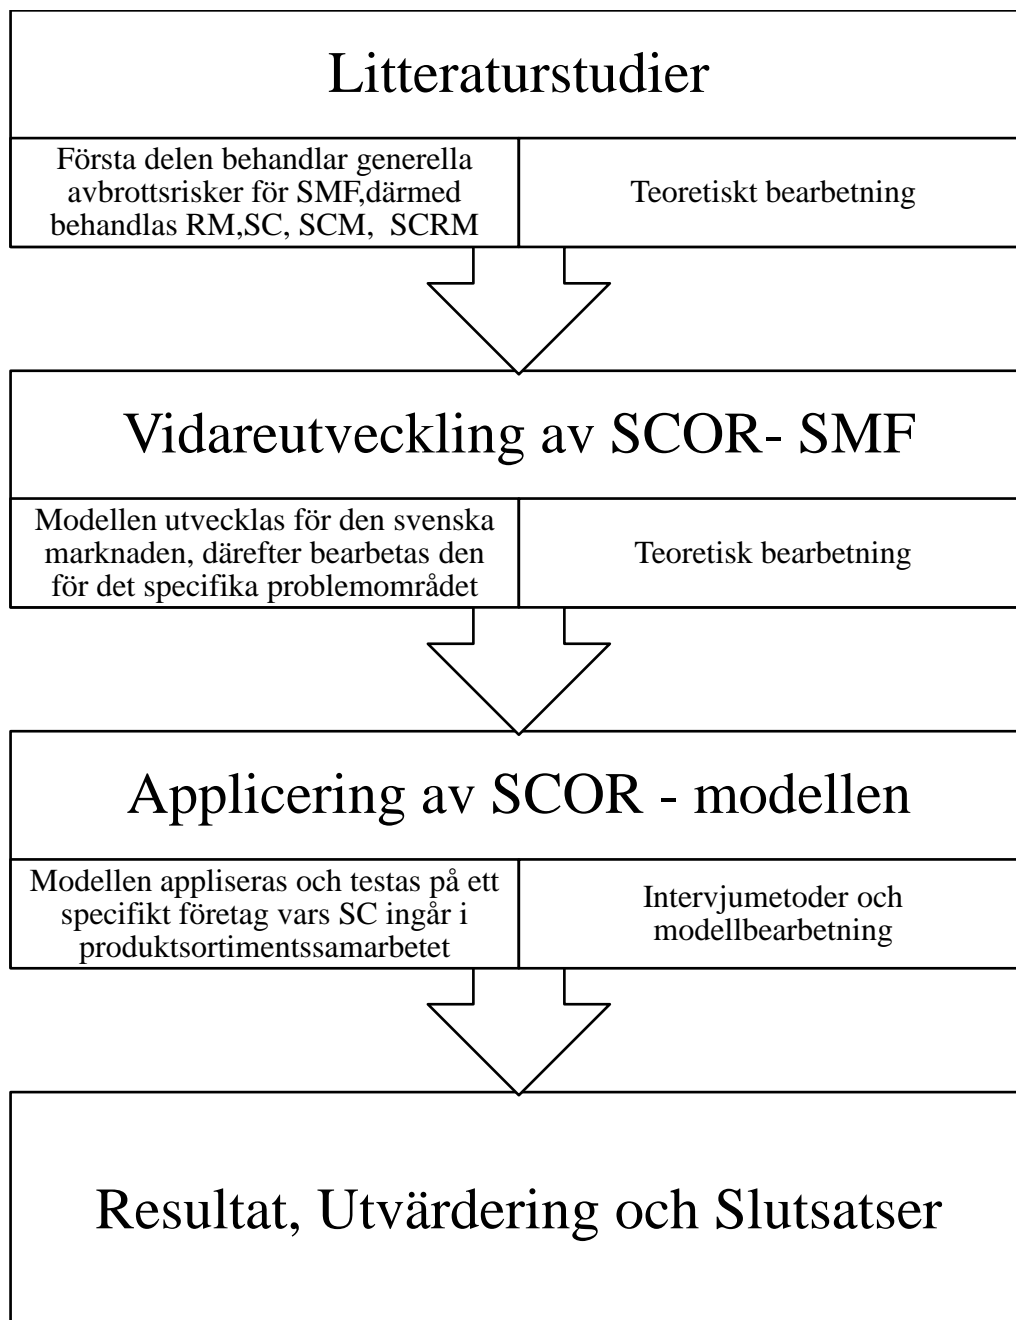 Litteraturstudier
Första delen behandlar generella
avbrottsrisker för SMF,därmed
behandlas RM,SC, SCM, SCRM
Teoretiskt bearbetning
Vidareutveckling av SCOR- SMF
Modellen utvecklas för den svenska
marknaden, därefter bearbetas den
för det specifika problemområdet
Teoretisk bearbetning
Applicering av SCOR - modellen
Modellen appliseras och testas på ett
specifikt företag vars SC ingår i
produktsortimentssamarbetet
Intervjumetoder och
modellbearbetning
Resultat, Utvärdering och Slutsatser